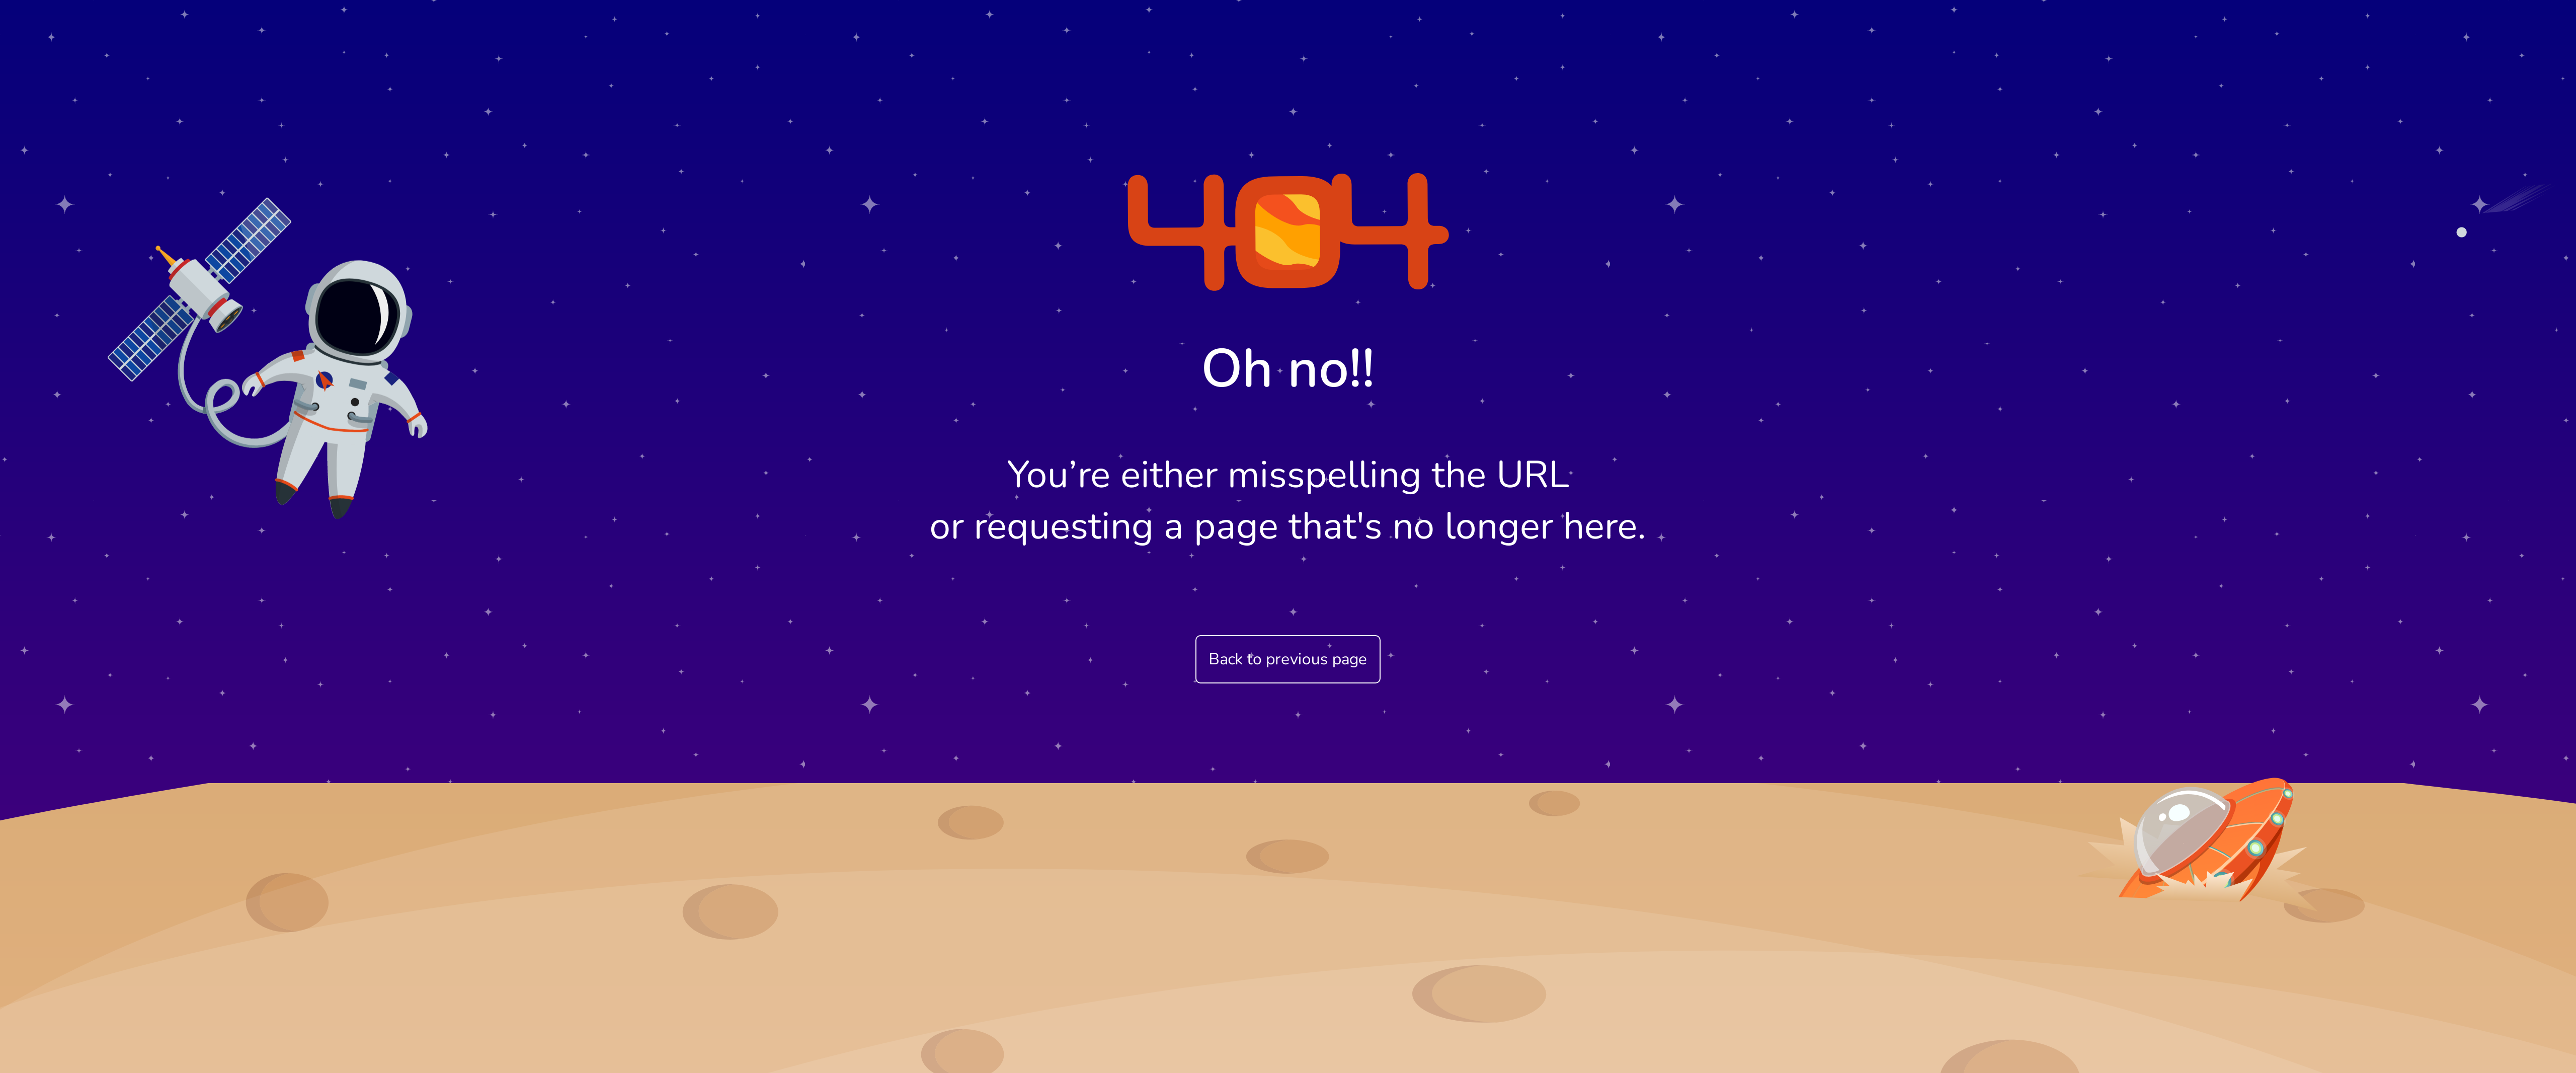 404
Oh no!!
You’re either misspelling the URL
or requesting a page that's no longer here.
Back to previous page